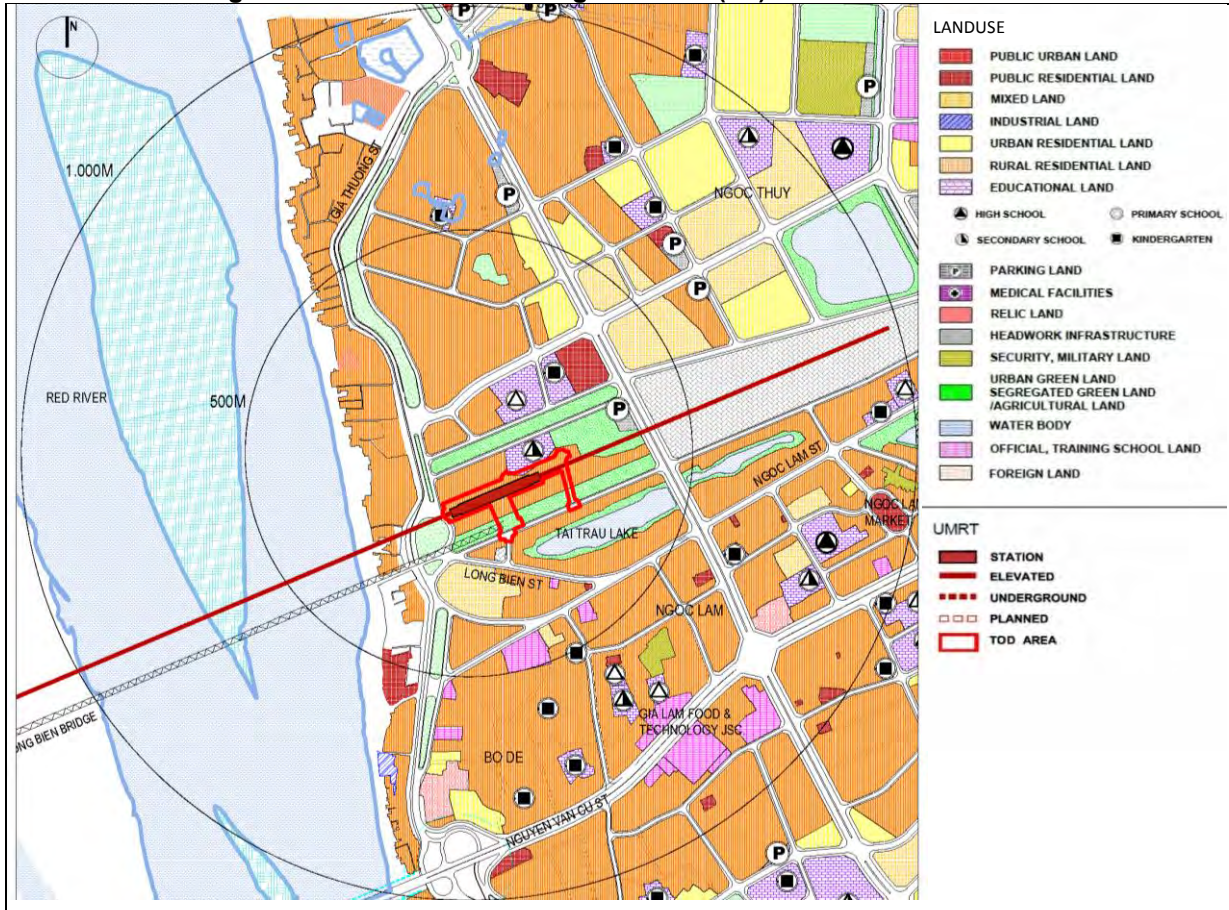 N
1.000M
500M
RED RIVER
GIA THUONG ST
NGOC THUY
P
P
P
P
P
P
P
P
TAI TRAU LAKE
NGOC LAM ST
MARKET
LONG BIEN ST
NGOC LAM
GIA LAM FOOD &
TECHNOLOGY JSC
BO DE
NGUYEN VAN CU ST
ONG BIEN BRIDGE
LANDUSE
PUBLIC URBAN LAND
PUBLIC RESIDENTIAL LAND
MIXED LAND
INDUSTRIAL LAND
URBAN RESIDENTIAL LAND
RURAL RESIDENTIAL LAND
EDUCATIONAL LAND
HIGH SCHOOL
PRIMARY SCHOOL
SECONDARY SCHOOL
KINDERGARTEN
P PARKING LAND
MEDICAL FACILITIES
RELIC LAND
HEADWORK INFRASTRUCTURE
SECURITY, MILITARY LAND
URBAN GREEN LAND
SEGREGATED GREEN LAND
/AGRICULTURAL LAND
WATER BODY
OFFICIAL, TRAINING SCHOOL LAND
FOREIGN LAND
UMRT
STATION
ELEVATED
UNDERGROUND
PLANNED
TOD AREA